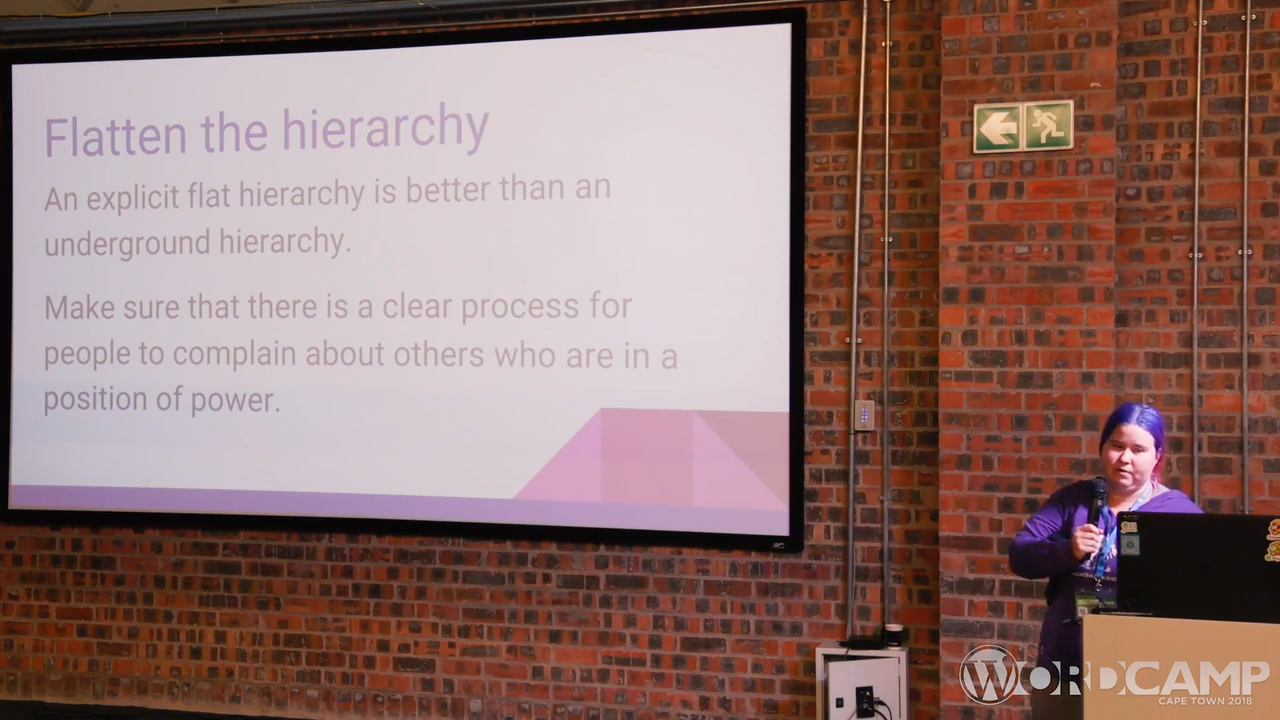 Flatten the hierarchy
An explicit flat hierarchy is better than an
underground hierarchy.
Make sure that there is a clear process for
people to complain about others who are in a
position of power.
WORDCAMP
CAPE TOWN 2018